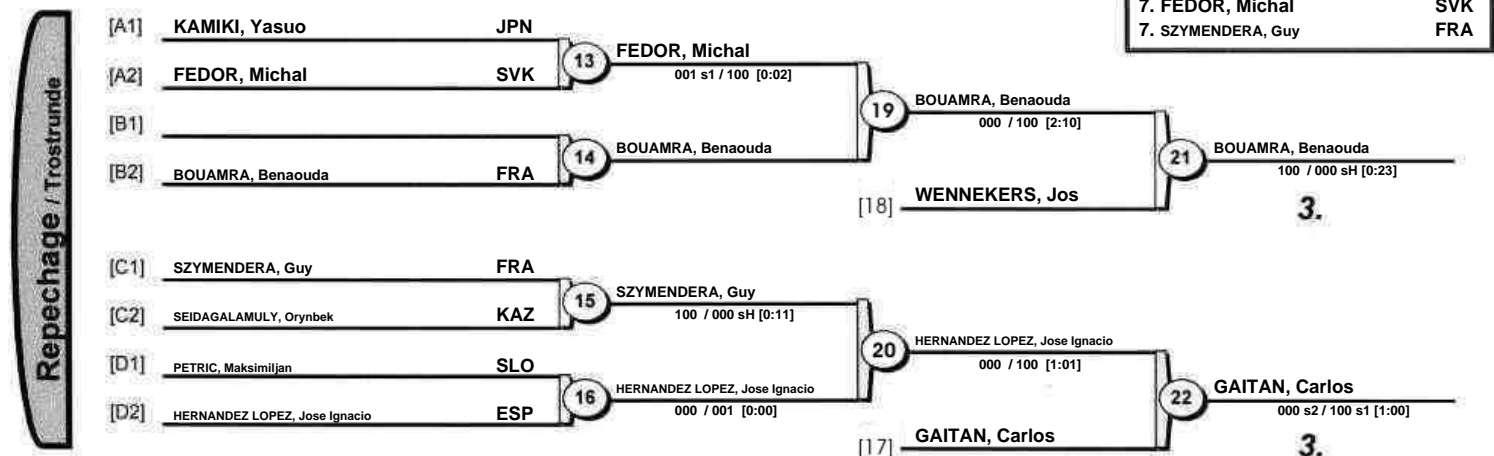 7. FEDOR, Michal SVK
7. SZYMENDERA, Guy FRA
Repechage / Trostrunde
[A1] KAMIKI, Yasuo JPN
13 FEDOR, Michal
[A2] FEDOR, Michal SVK
001 s1 / 100 [0:02]
19 BOUAMRA, Benaouda
000 / 100 [2:10]
[B1]
14 BOUAMRA, Benaouda
[B2] BOUAMRA, Benaouda FRA
21 BOUAMRA, Benaouda
100 / 000 sH [0:23]
[18] WENNEKERS, Jos
3.
[C1] SZYMENDERA, Guy FRA
15 SZYMENDERA, Guy
100 / 000 sH [0:11]
[C2] SEIDAGALAMULY, Orynbek KAZ
20 HERNANDEZ LOPEZ, Jose Ignacio
000 / 100 [1:01]
[D1] PETRIC, Maksimiljan SLO
16 HERNANDEZ LOPEZ, Jose Ignacio
000 / 001 [0:00]
[D2] HERNANDEZ LOPEZ, Jose Ignacio ESP
22 GAITAN, Carlos
000 s2 / 100 s1 [1:00]
[17] GAITAN, Carlos
3.